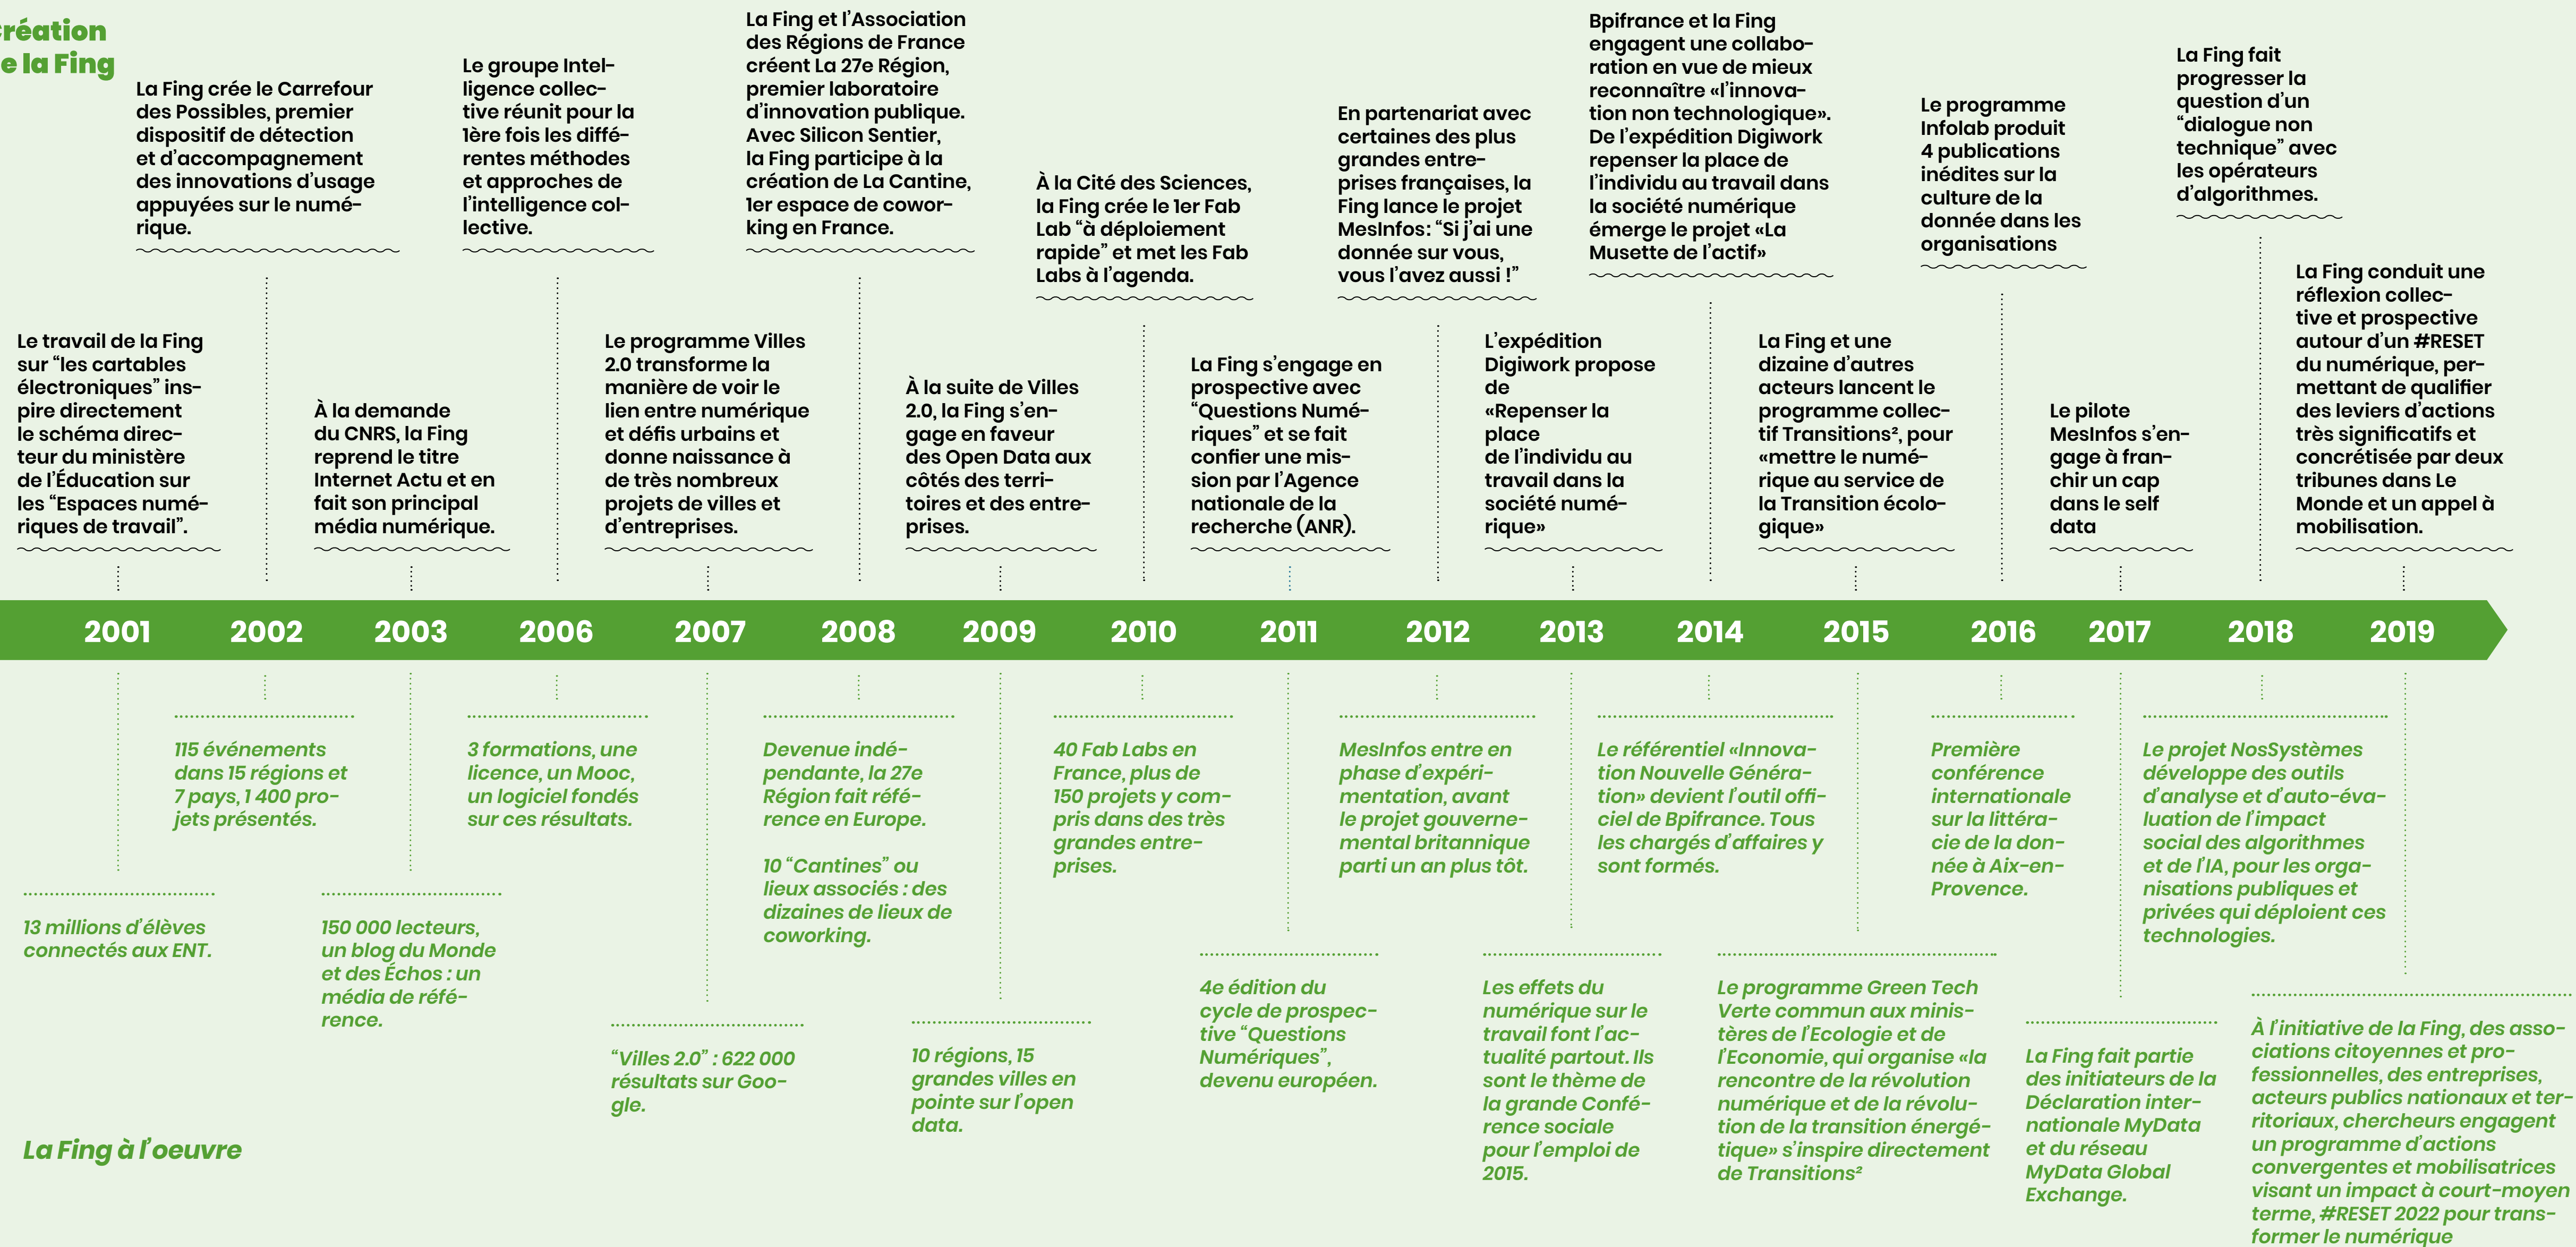 Création
e la Fing
Le travail de la Fing
sur “les cartables
électroniques” ins-
pire directement
le schéma direc-
teur du ministère
de l’Éducation sur
les “Espaces numé-
riques de travail”.
La Fing crée le Carrefour
des Possibles, premier
dispositif de détection
et d’accompagnement
des innovations d’usage
appuyées sur le numé-
rique.
À la demande
du CNRS, la Fing
reprend le titre
Internet Actu et en
fait son principal
média numérique.
Le groupe Intel-
ligence collec-
tive réunit pour la
1ère fois les diffé-
rentes méthodes
et approches de
l’intelligence col-
lective.
Le programme Villes
2.0 transforme la
manière de voir le
lien entre numérique
et défis urbains et
donne naissance à
de très nombreux
projets de villes et
d’entreprises.
La Fing et l’Association
des Régions de France
créent La 27e Région,
premier laboratoire
d’innovation publique.
Avec Silicon Sentier,
la Fing participe à la
création de La Cantine,
1er espace de cowor-
king en France.
À la suite de Villes
2.0, la Fing s’en-
gage en faveur
des Open Data aux
côtés des terri-
toires et des entre-
prises.
À la Cité des Sciences,
la Fing crée le 1er Fab
Lab “à déploiement
rapide” et met les Fab
Labs à l’agenda.
La Fing s’engage en
prospective avec
“Questions Numé-
riques” et se fait
confier une mis-
sion par l’Agence
nationale de la
recherche (ANR).
En partenariat avec
certaines des plus
grandes entre-
prises françaises, la
Fing lance le projet
MesInfos: “Si j’ai une
donnée sur vous,
vous l’avez aussi !”
L’expédition
Digiwork propose
de
«Repenser la
place
de l’individu au
travail dans la
société numé-
rique»
Bpifrance et la Fing
engagent une collabo-
ration en vue de mieux
reconnaître «l’innova-
tion non technologique».
De l’expédition Digiwork
repenser la place de
l’individu au travail dans
la société numérique
émerge le projet «La
Musette de l’actif»
La Fing et une
dizaine d’autres
acteurs lancent le
programme collec-
tif Transitions², pour
«mettre le numé-
rique au service de
la Transition écolo-
gique»
Le programme
Infolab produit
4 publications
inédites sur la
culture de la
donnée dans les
organisations
Le pilote
MesInfos s’en-
gage à fran-
chir un cap
dans le self
data
La Fing fait
progresser la
question d’un
“dialogue non
technique” avec
les opérateurs
d’algorithmes.
La Fing conduit une
réflexion collec-
tive et prospective
autour d’un #RESET
du numérique, per-
mettant de qualifier
des leviers d’actions
très significatifs et
concrétisée par deux
tribunes dans Le
Monde et un appel à
mobilisation.
2001 2002 2003 2006 2007 2008 2009 2010 2011 2012 2013 2014 2015 2016 2017 2018 2019
13 millions d’élèves
connectés aux ENT.
115 événements
dans 15 régions et
7 pays, 1 400 pro-
jets présentés.
150 000 lecteurs,
un blog du Monde
et des Échos : un
média de réfé-
rence.
3 formations, une
licence, un Mooc,
un logiciel fondés
sur ces résultats.
“Villes 2.0” : 622 000
résultats sur Goo-
gle.
Devenue indé-
pendante, la 27e
Région fait réfé-
rence en Europe.
10 “Cantines” ou
lieux associés : des
dizaines de lieux de
coworking.
10 régions, 15
grandes villes en
pointe sur l’open
data.
40 Fab Labs en
France, plus de
150 projets y com-
pris dans des très
grandes entre-
prises.
4e édition du
cycle de prospec-
tive “Questions
Numériques”,
devenu européen.
MesInfos entre en
phase d’expéri-
mentation, avant
le projet gouverne-
mental britannique
parti un an plus tôt.
Les effets du
numérique sur le
travail font l’ac-
tualité partout. Ils
sont le thème de
la grande Confé-
rence sociale
pour l’emploi de
2015.
Le référentiel «Innova-
tion Nouvelle Généra-
tion» devient l’outil offi-
ciel de Bpifrance. Tous
les chargés d’affaires y
sont formés.
Le programme Green Tech
Verte commun aux minis-
tères de l’Ecologie et de
l’Economie, qui organise «la
rencontre de la révolution
numérique et de la révolu-
tion de la transition énergé-
tique» s’inspire directement
de Transitions²
Première
conférence
internationale
sur la littéra-
cie de la don-
née à Aix-en-
Provence.
La Fing fait partie
des initiateurs de la
Déclaration inter-
nationale MyData
et du réseau
MyData Global
Exchange.
Le projet NosSystèmes
développe des outils
d’analyse et d’auto-éva-
luation de l’impact
social des algorithmes
et de l’IA, pour les orga-
nisations publiques et
privées qui déploient ces
technologies.
À l’initiative de la Fing, des asso-
ciations citoyennes et pro-
fessionnelles, des entreprises,
acteurs publics nationaux et ter-
ritoriaux, chercheurs engagent
un programme d’actions
convergentes et mobilisatrices
visant un impact à court-moyen
terme, #RESET 2022 pour trans-
former le numérique
La Fing à l’oeuvre